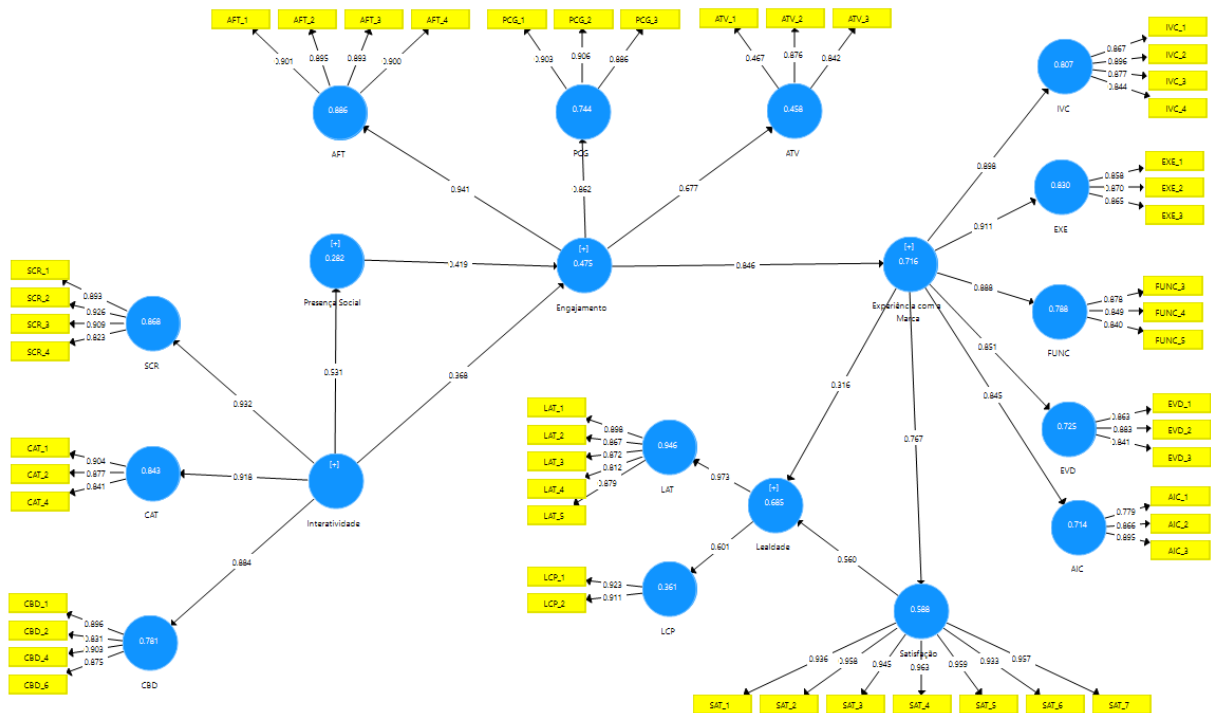 AFT_1
AFT_2
AFT_3
AFT_4
0.901
0.895
0.893
0.900
0.886
AFT
PCG_1
PCG_2
PCG_3
0.903
0.906
0.886
0.744
PCG
ATV_1
ATV_2
ATV_3
0.467
0.876
0.842
0.458
ATV
IVC_1
IVC_2
IVC_3
IVC_4
0.867
0.896
0.877
0.844
0.807
IVC
EXE_1
EXE_2
EXE_3
0.858
0.870
0.865
0.830
EXE
FUNC_3
FUNC_4
FUNC_5
0.878
0.849
0.840
0.788
FUNC
EVD_1
EVD_2
EVD_3
0.863
0.883
0.841
0.725
EVD
AIC_1
AIC_2
AIC_3
0.779
0.866
0.895
0.714
AIC
0.941
0.862
0.677
[+]
0.282
Presença Social
0.419
[+]
0.475
Engajamento
0.846
[+]
0.716
Experiência com a
Marca
0.898
0.911
0.888
0.851
0.845
0.316
0.767
SCR_1
SCR_2
SCR_3
SCR_4
0.893
0.926
0.909
0.823
0.868
SCR
0.932
0.531
0.368
CAT_1
CAT_2
CAT_4
0.904
0.877
0.841
0.843
CAT
0.918
[+]
Interatividade
0.884
CBD_1
CBD_2
CBD_4
CBD_6
0.896
0.831
0.903
0.875
0.781
CBD
LAT_1
LAT_2
LAT_3
LAT_4
LAT_5
0.898
0.867
0.872
0.812
0.879
0.946
LAT
0.973
[+]
0.685
Lealdade
0.601
0.560
LCP_1
LCP_2
0.923
0.911
0.361
LCP
0.588
Satisfação
0.936
0.958
0.945
0.963
0.959
0.933
0.957
SAT_1
SAT_2
SAT_3
SAT_4
SAT_5
SAT_6
SAT_7